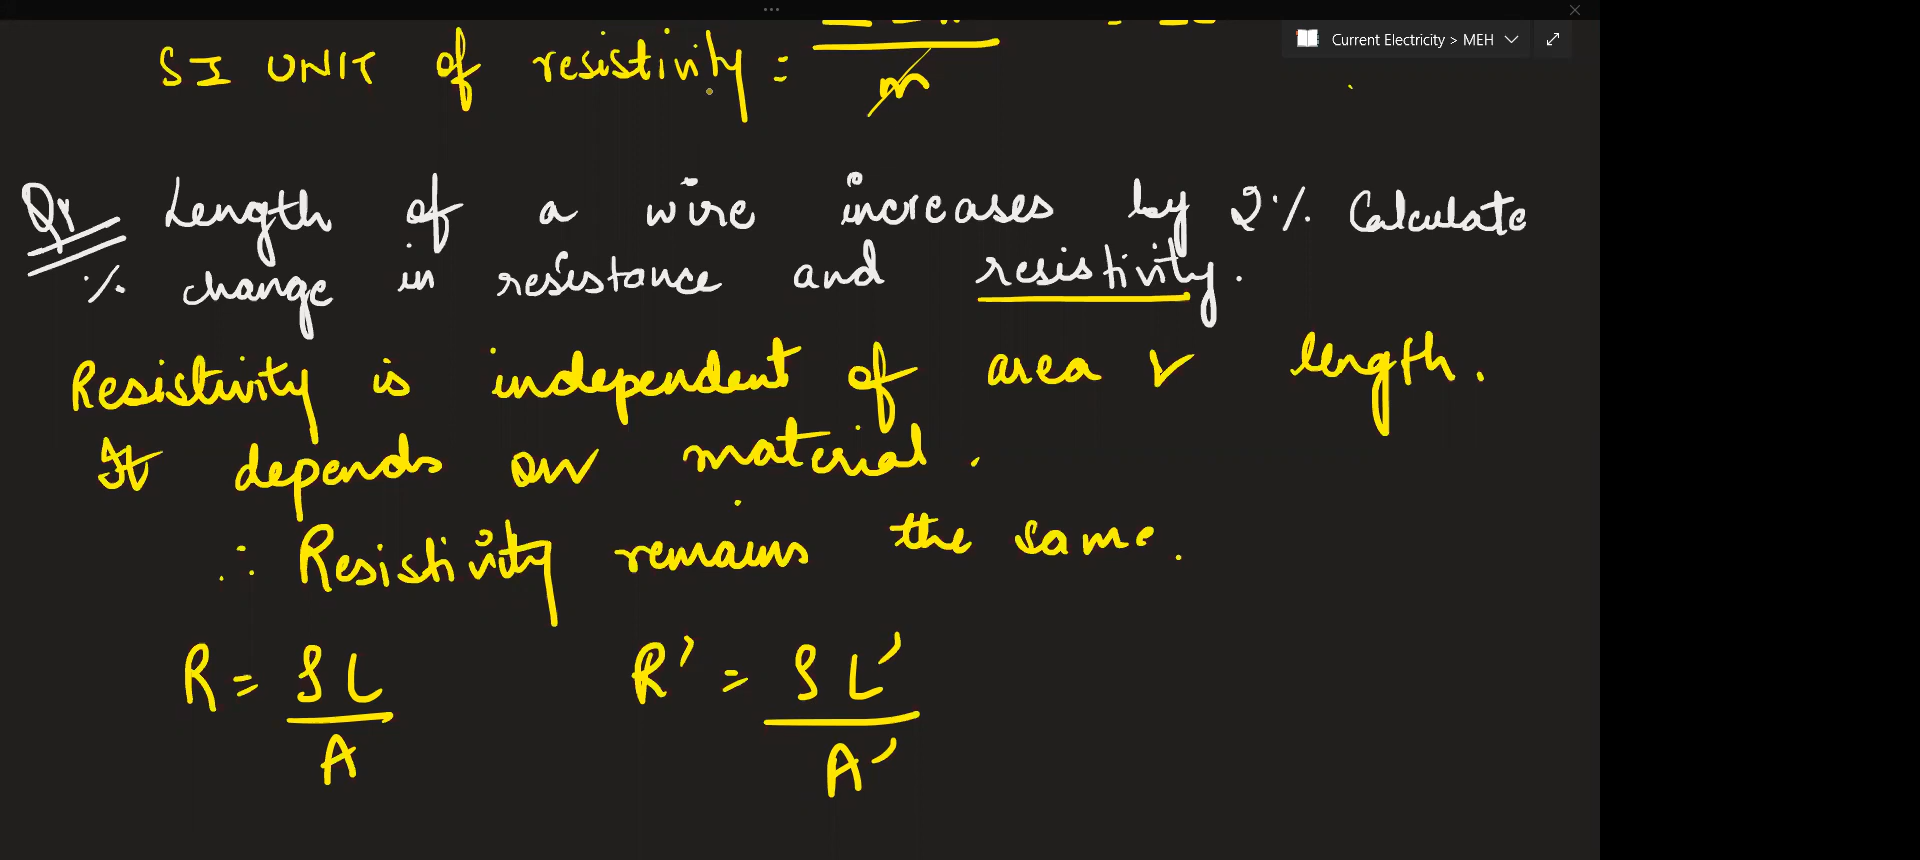 Current Electricity > MEH
SI UNIT of resistivity = m
Qr Length of a wire increases by 2% Calculate
% change in resistance and resistivity.
Resistivity is independent of area & length.
It depends on material.
∴ Resistivity remains the same.
R = ρL/A R' = ρL'/A'